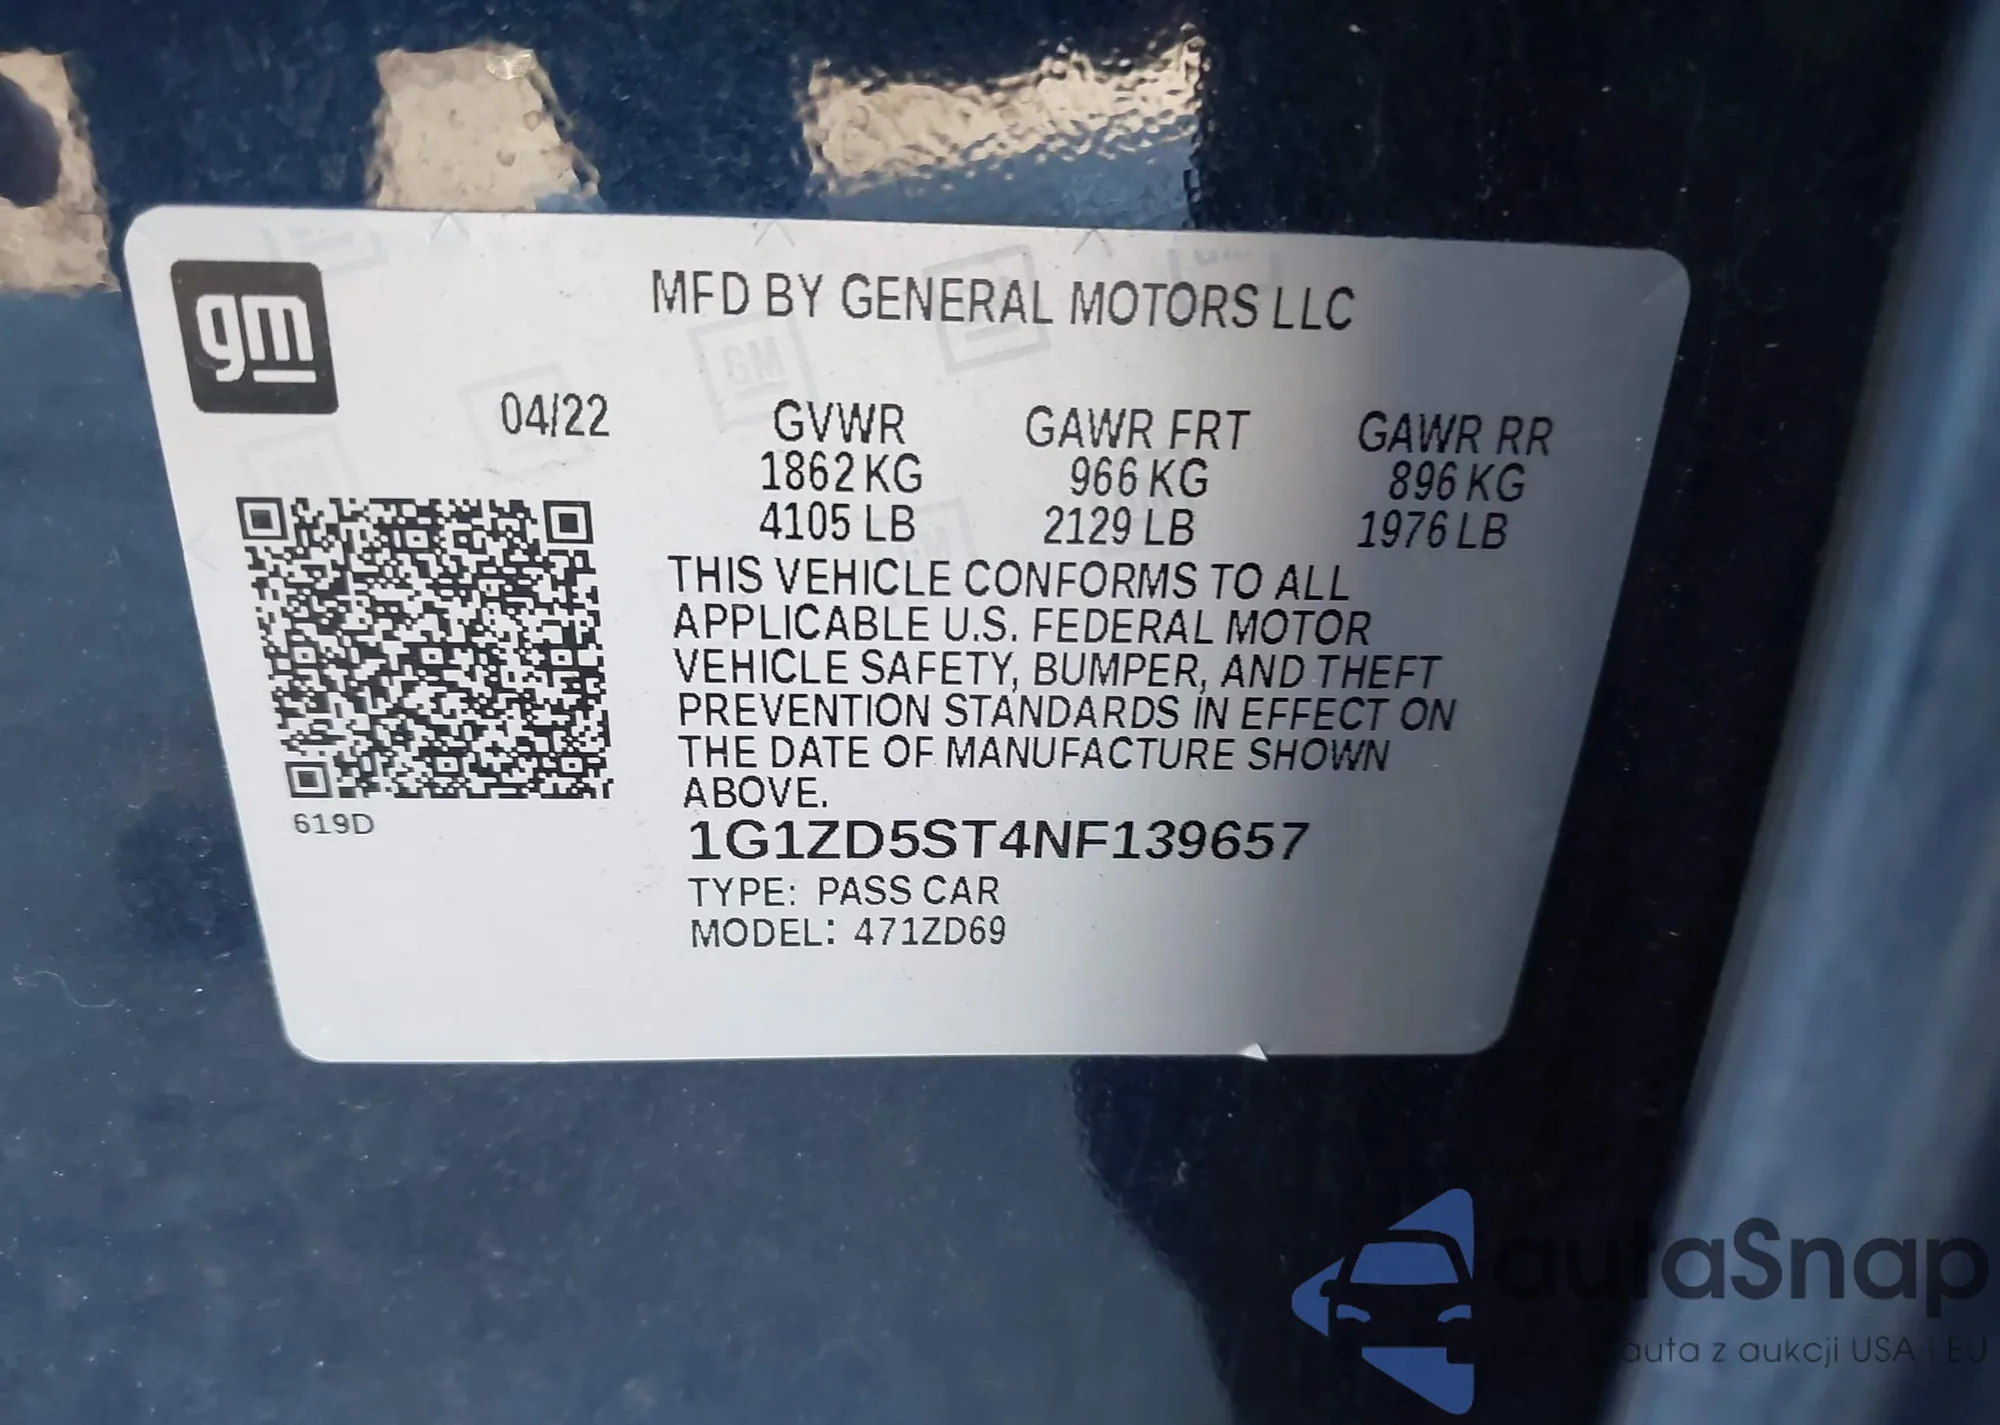 gm
MFD BY GENERAL MOTORS LLC
04/22 GVWR GAWR FRT GAWR RR
1862 KG 966 KG 896 KG
4105 LB 2129 LB 1976 LB
THIS VEHICLE CONFORMS TO ALL
APPLICABLE U.S. FEDERAL MOTOR
VEHICLE SAFETY, BUMPER, AND THEFT
PREVENTION STANDARDS IN EFFECT ON
THE DATE OF MANUFACTURE SHOWN
ABOVE.
619D
1G1ZD5ST4NF139657
TYPE: PASS CAR
MODEL: 471ZD69
GM
autaSnap
auta z aukcji USA i EU